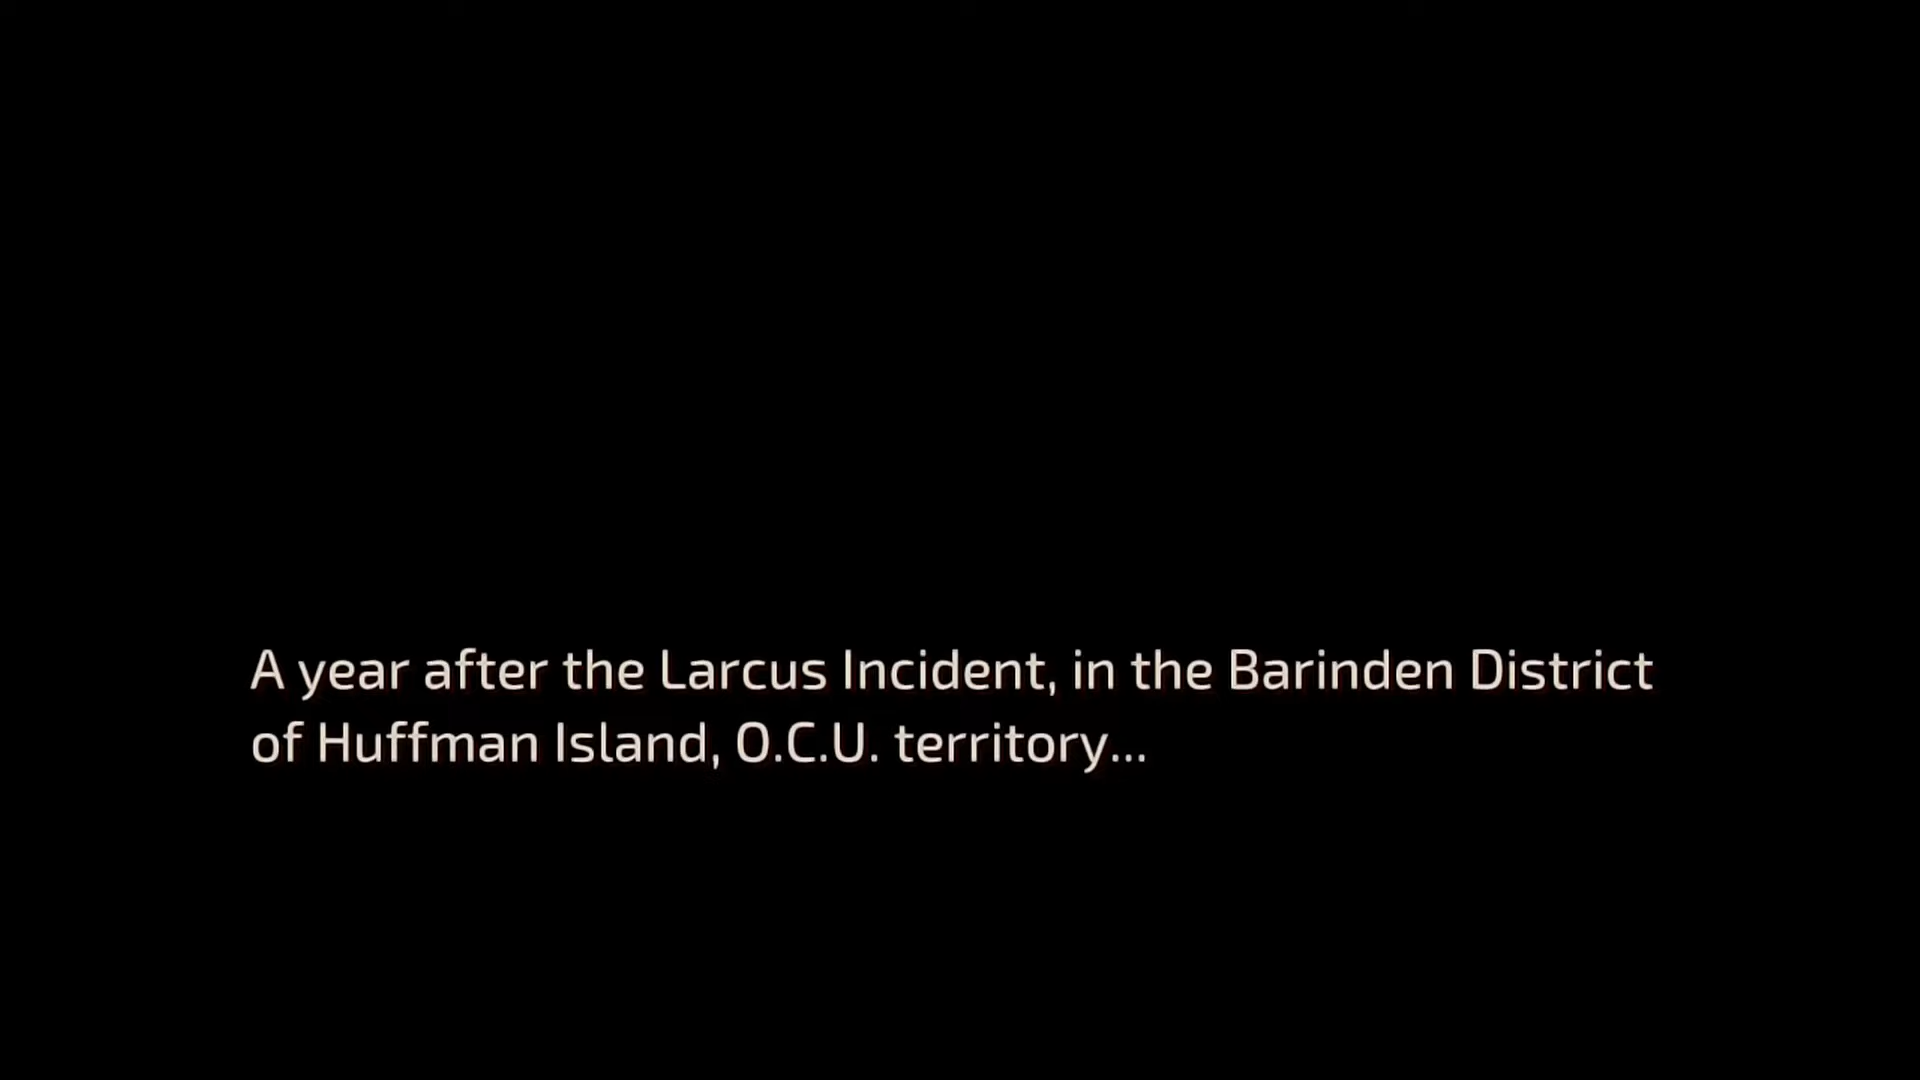 A year after the Larcus Incident, in the Barinden District
of Huffman Island, O.C.U. territory...